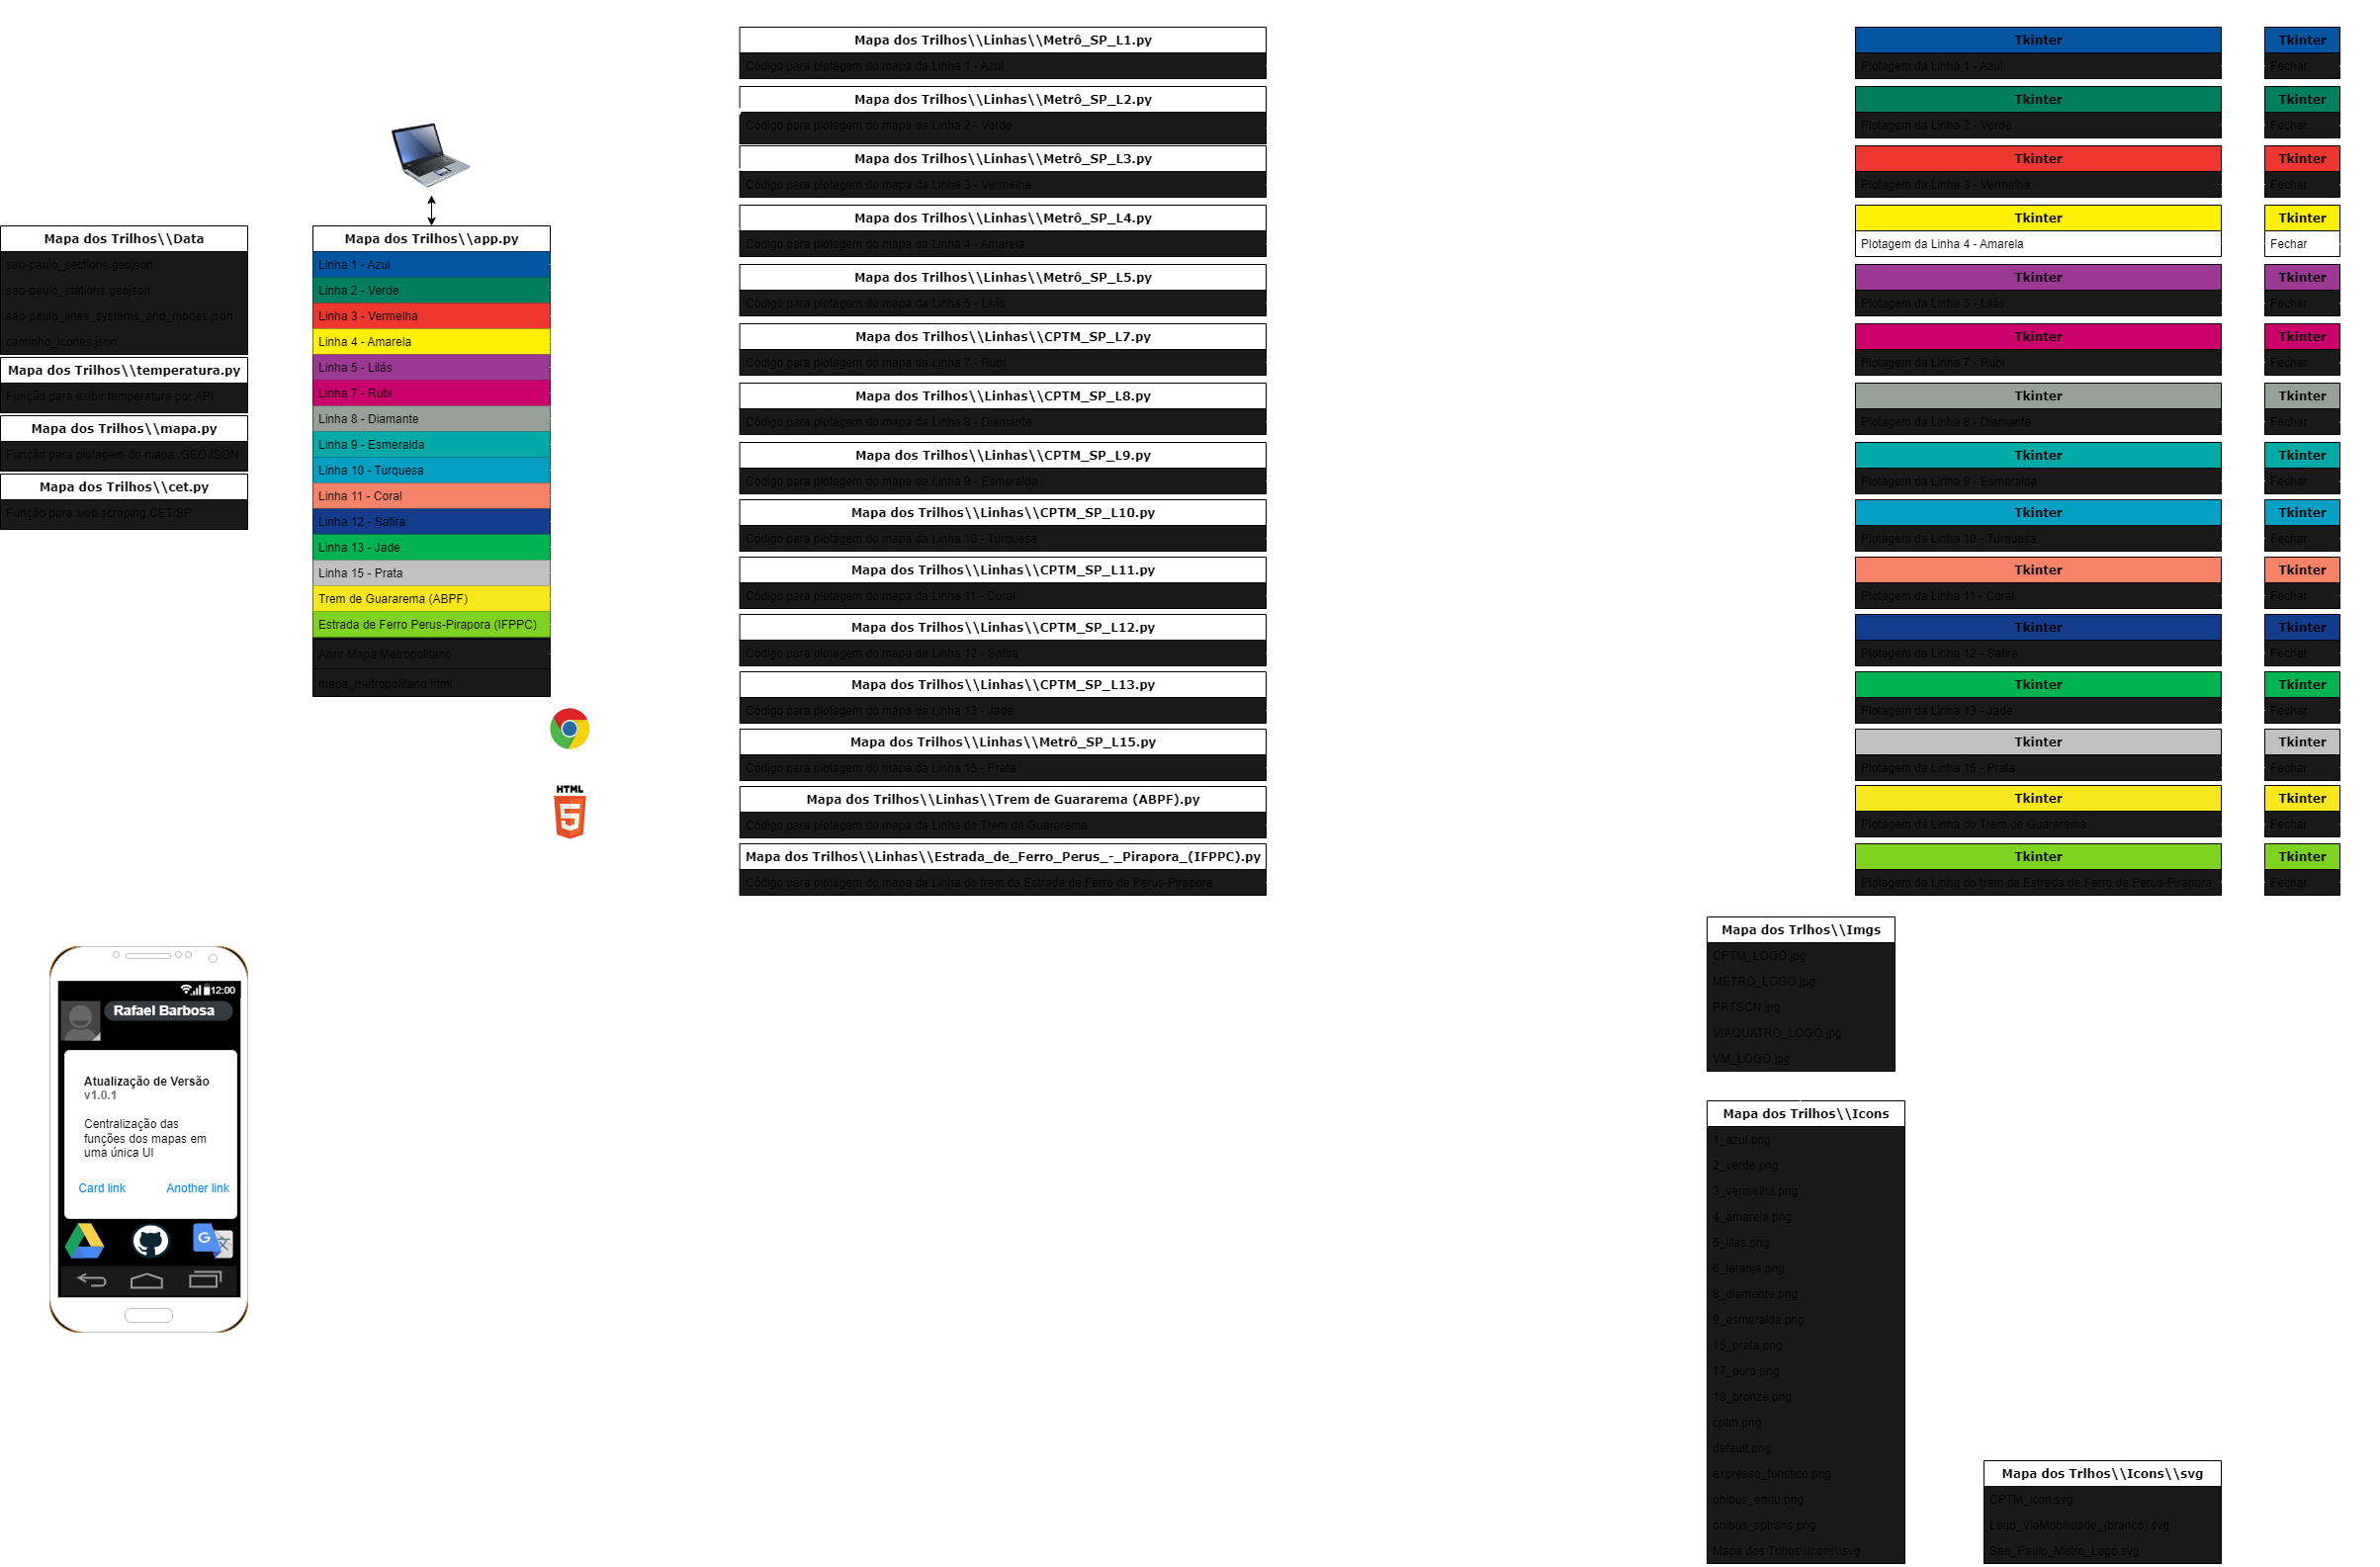 Mapa dos Trilhos\\Data
sao-paulo_sections.geojson
sao-paulo_stations.geojson
sao-paulo_lines_systems_and_modes.json
caminho_icones.json
Mapa dos Trilhos\\temperatura.py
Função para exibir temperatura por API
Mapa dos Trilhos\\mapa.py
Função para plotagem do mapa .GEOJSON
Mapa dos Trilhos\\cet.py
Função para web scraping CET/SP
Mapa dos Trilhos\\app.py
Linha 1 - Azul
Linha 2 - Verde
Linha 3 - Vermelha
Linha 4 - Amarela
Linha 5 - Lilás
Linha 7 - Rubi
Linha 8 - Diamante
Linha 9 - Esmeralda
Linha 10 - Turquesa
Linha 11 - Coral
Linha 12 - Safira
Linha 13 - Jade
Linha 15 - Prata
Trem de Guararema (ABPF)
Estrada de Ferro Perus-Pirapora (IFPPC)
Abrir Mapa Metropolitano
mapa_metropolitano.html
HTML
5
Mapa dos Trilhos\\Linhas\\Metrô_SP_L1.py
Código para plotagem do mapa da Linha 1 - Azul
Mapa dos Trilhos\\Linhas\\Metrô_SP_L2.py
Código para plotagem do mapa da Linha 2 - Verde
Mapa dos Trilhos\\Linhas\\Metrô_SP_L3.py
Código para plotagem do mapa da Linha 3 - Vermelha
Mapa dos Trilhos\\Linhas\\Metrô_SP_L4.py
Código para plotagem do mapa da Linha 4 - Amarela
Mapa dos Trilhos\\Linhas\\Metrô_SP_L5.py
Código para plotagem do mapa da Linha 5 - Lilás
Mapa dos Trilhos\\Linhas\\CPTM_SP_L7.py
Código para plotagem do mapa da Linha 7 - Rubi
Mapa dos Trilhos\\Linhas\\CPTM_SP_L8.py
Código para plotagem do mapa da Linha 8 - Diamante
Mapa dos Trilhos\\Linhas\\CPTM_SP_L9.py
Código para plotagem do mapa da Linha 9 - Esmeralda
Mapa dos Trilhos\\Linhas\\CPTM_SP_L10.py
Código para plotagem do mapa da Linha 10 - Turquesa
Mapa dos Trilhos\\Linhas\\CPTM_SP_L11.py
Código para plotagem do mapa da Linha 11 - Coral
Mapa dos Trilhos\\Linhas\\CPTM_SP_L12.py
Código para plotagem do mapa da Linha 12 - Safira
Mapa dos Trilhos\\Linhas\\CPTM_SP_L13.py
Código para plotagem do mapa da Linha 13 - Jade
Mapa dos Trilhos\\Linhas\\Metrô_SP_L15.py
Código para plotagem do mapa da Linha 15 - Prata
Mapa dos Trilhos\\Linhas\\Trem de Guararema (ABPF).py
Código para plotagem do mapa da Linha do Trem de Guararema
Mapa dos Trilhos\\Linhas\\Estrada_de_Ferro_Perus_-_Pirapora_(IFPPC).py
Código para plotagem do mapa da Linha do trem da Estrada de Ferro de Perus-Pirapora
Tkinter Tkinter
Plotagem da Linha 1 - Azul Fechar
Tkinter Tkinter
Plotagem da Linha 2 - Verde Fechar
Tkinter Tkinter
Plotagem da Linha 3 - Vermelha Fechar
Tkinter Tkinter
Plotagem da Linha 4 - Amarela Fechar
Tkinter Tkinter
Plotagem da Linha 5 - Lilás Fechar
Tkinter Tkinter
Plotagem da Linha 7 - Rubi Fechar
Tkinter Tkinter
Plotagem da Linha 8 - Diamante Fechar
Tkinter Tkinter
Plotagem da Linha 9 - Esmeralda Fechar
Tkinter Tkinter
Plotagem da Linha 10 - Turquesa Fechar
Tkinter Tkinter
Plotagem da Linha 11 - Coral Fechar
Tkinter Tkinter
Plotagem da Linha 12 - Safira Fechar
Tkinter Tkinter
Plotagem da Linha 13 - Jade Fechar
Tkinter Tkinter
Plotagem da Linha 15 - Prata Fechar
Tkinter Tkinter
Plotagem da Linha do Trem de Guararema Fechar
Tkinter Tkinter
Plotagem da Linha do trem da Estrada de Ferro de Perus-Pirapora Fechar
12:00
Rafael Barbosa
Atualização de Versão
v1.0.1
Centralização das
funções dos mapas em
uma única UI
Card link Another link
G 文
Mapa dos Trlhos\\Imgs
CPTM_LOGO.jpg
METRO_LOGO.jpg
PRTSCN.jpg
VIAQUATRO_LOGO.jpg
VM_LOGO.jpg
Mapa dos Trilhos\\Icons
1_azul.png
2_verde.png
3_vermelha.png
4_amarela.png
5_lilas.png
6_laranja.png
8_diamante.png
9_esmeralda.png
15_prata.png
17_ouro.png
18_bronze.png
cptm.png
default.png
expresso_turistico.png
onibus_emtu.png
onibus_sptrans.png
Mapa dos Trlhos\\Icons\\svg
Mapa dos Trlhos\\Icons\\svg
CPTM_icon.svg
Logo_ViaMobilidade_(branco).svg
Sao_Paulo_Metro_Logo.svg